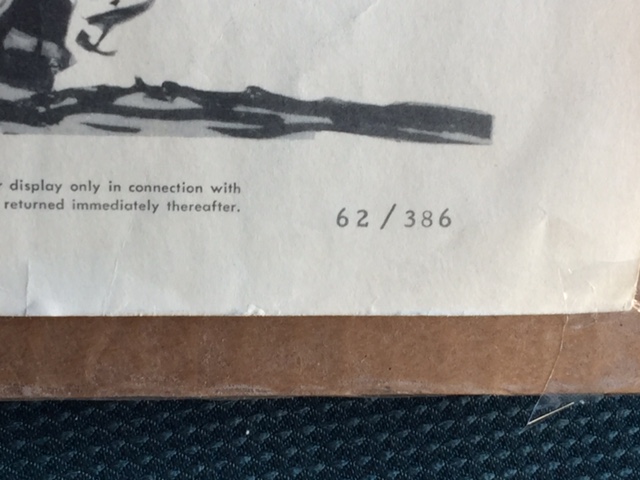 display only in connection with
returned immediately thereafter.
62/386